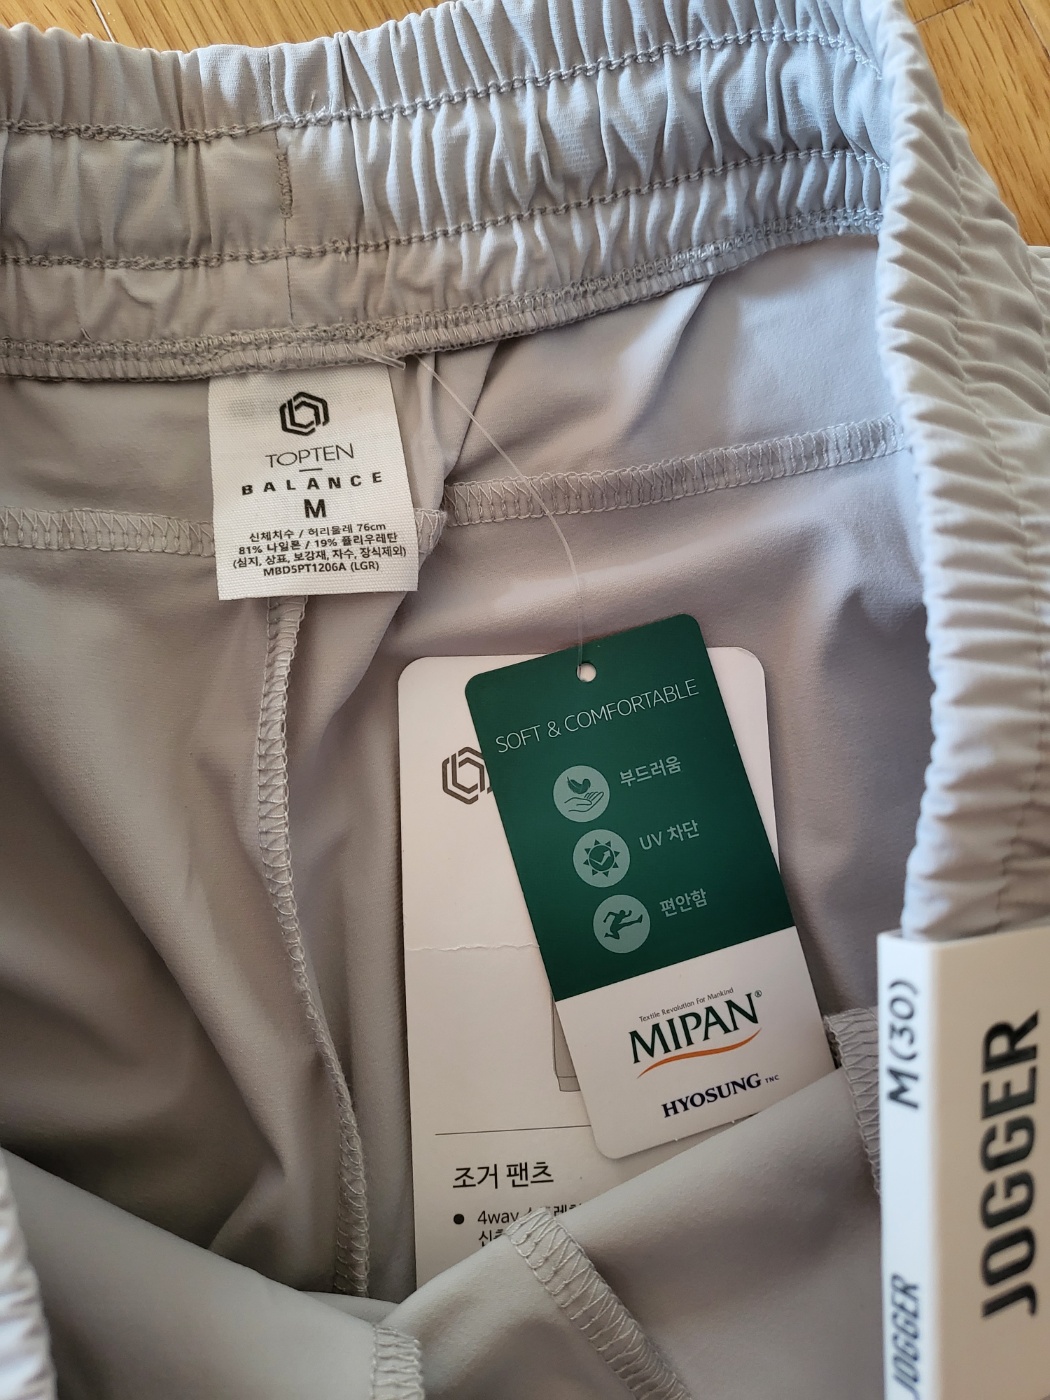 TOPTEN
BALANCE
M
신체치수 / 허리둘레 76cm
81% 나일론 / 19% 폴리우레탄
(심지, 상표, 보강재, 자수, 장식제외)
MBD5PT1206A (LGR)
SOFT & COMFORTABLE
부드러움
UV 차단
편안함
Textile Revolution For Mankind
MIPAN®
HYOSUNG TNC
조거 팬츠
● 4way
M(30)
JOGGER
JOGGER